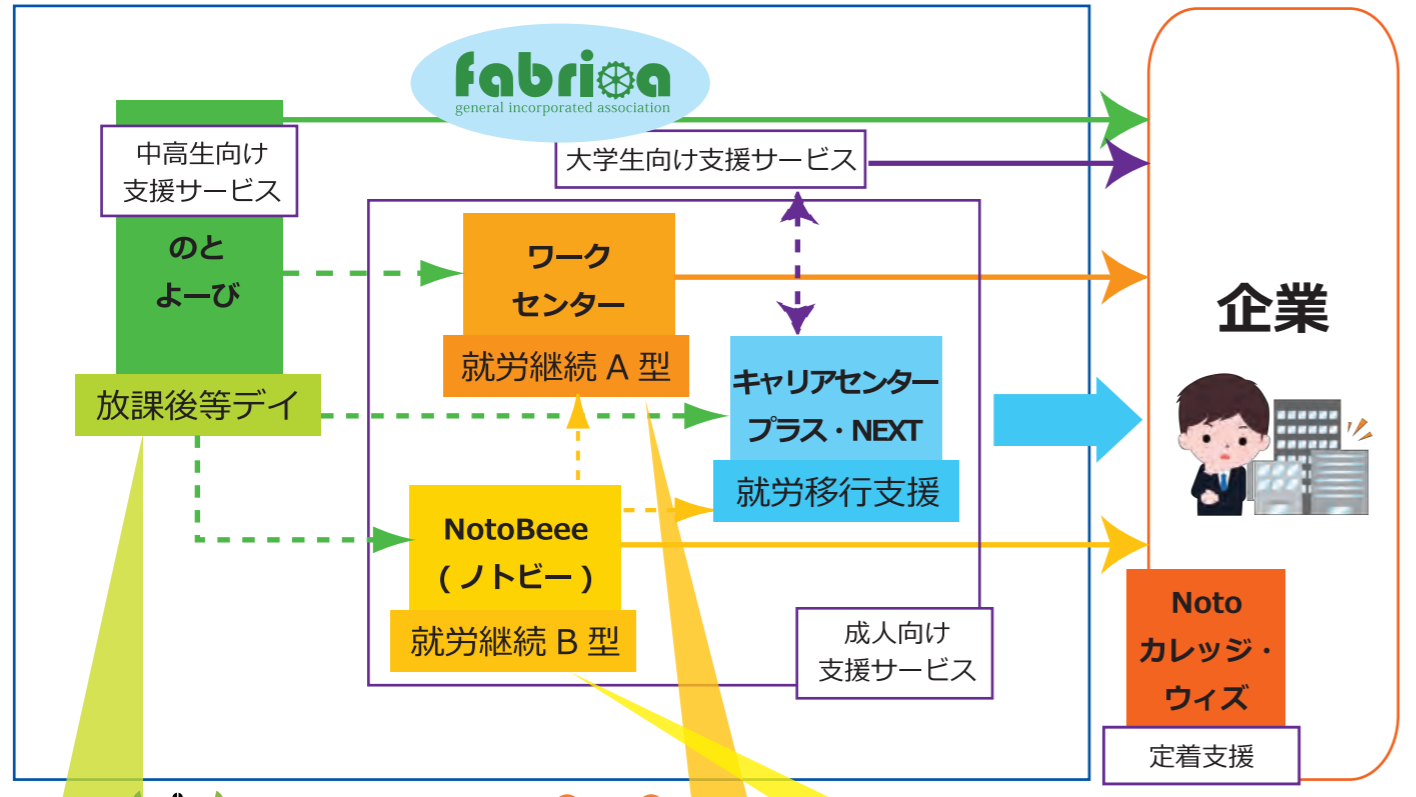 fabrica
general incorporated association
中高生向け
支援サービス
大学生向け支援サービス
のと
よーび
放課後等デイ
ワーク
センター
就労継続 A 型
キャリアセンター
プラス・NEXT
就労移行支援
NotoBeee
( ノトビー )
就労継続 B 型
成人向け
支援サービス
企業
Noto
カレッジ・
ウィズ
定着支援